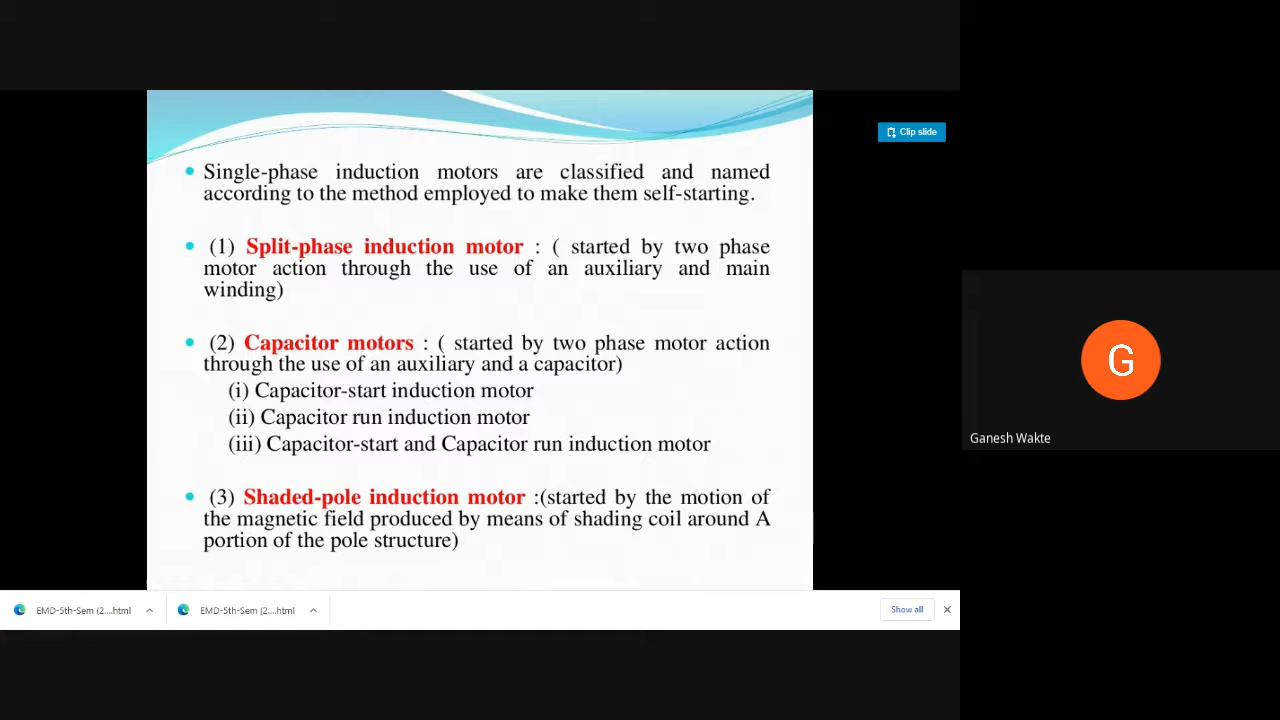 Clip slide
Single-phase induction motors are classified and named
according to the method employed to make them self-starting.
(1) Split-phase induction motor : ( started by two phase
motor action through the use of an auxiliary and main
winding)
(2) Capacitor motors : ( started by two phase motor action
through the use of an auxiliary and a capacitor)
(i) Capacitor-start induction motor
(ii) Capacitor run induction motor
(iii) Capacitor-start and Capacitor run induction motor
(3) Shaded-pole induction motor :(started by the motion of
the magnetic field produced by means of shading coil around A
portion of the pole structure)
G
Ganesh Wakte
EMD-5th-Sem (2....html
EMD-5th-Sem (2....html
Show all